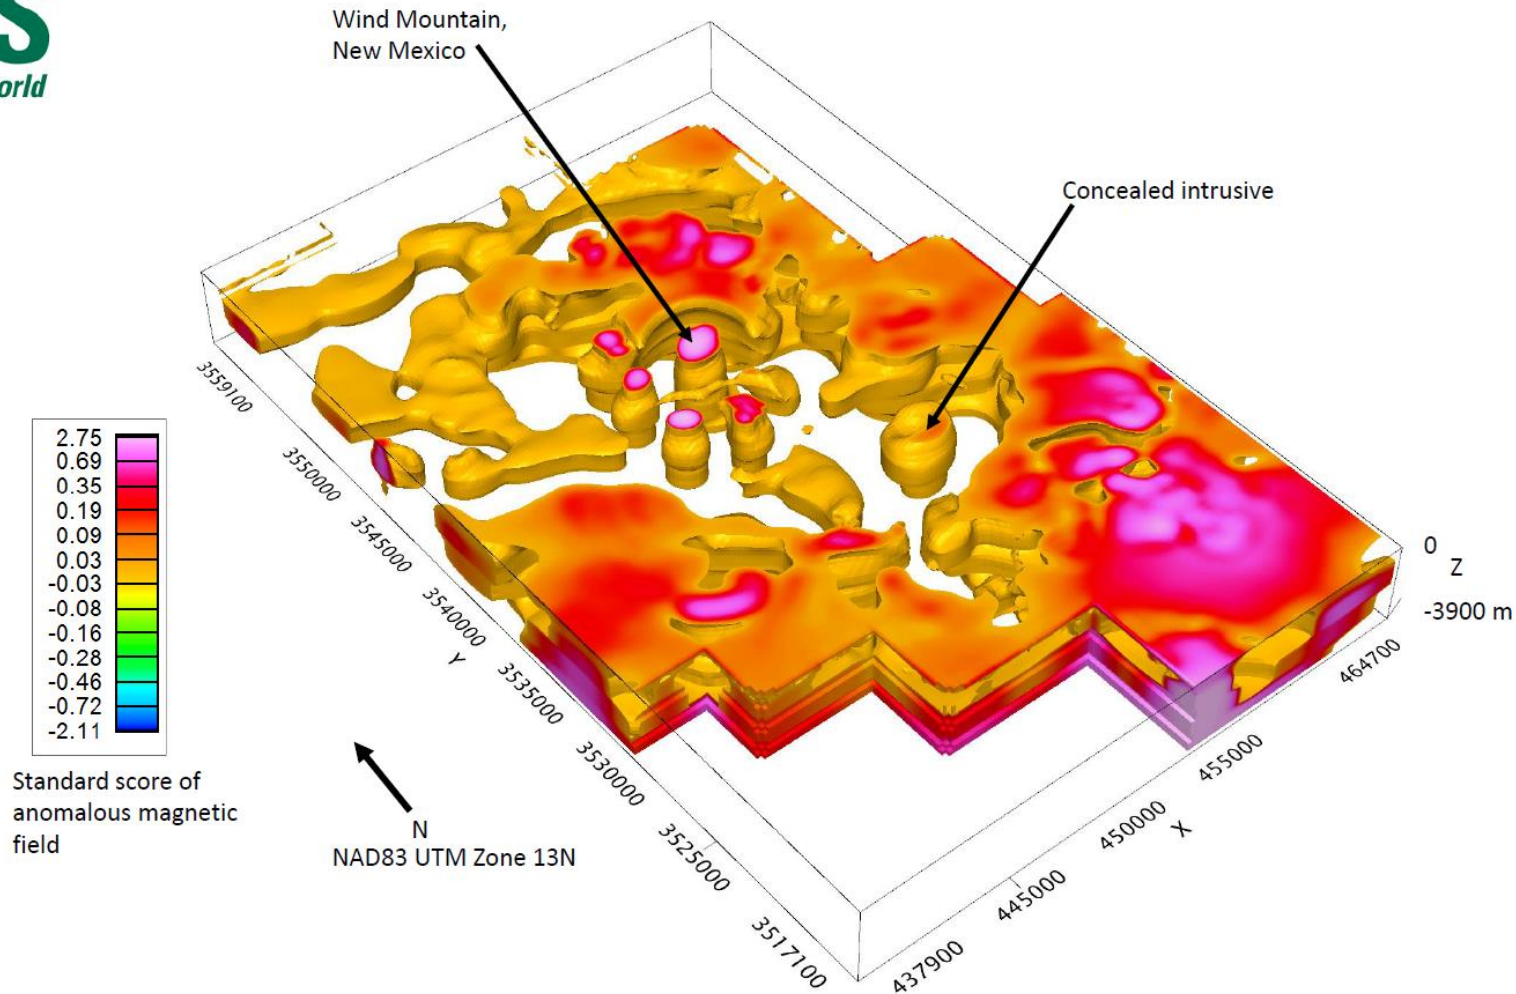 S
orld
Wind Mountain,
New Mexico
Concealed intrusive
3559100
3550000
3545000
3540000
Y
3535000
3530000
3525000
3517100
0
Z
-3900 m
464700
455000
450000
X
445000
437900
2.75
0.69
0.35
0.19
0.09
0.03
-0.03
-0.08
-0.16
-0.28
-0.46
-0.72
-2.11
Standard score of
anomalous magnetic
field
N
NAD83 UTM Zone 13N